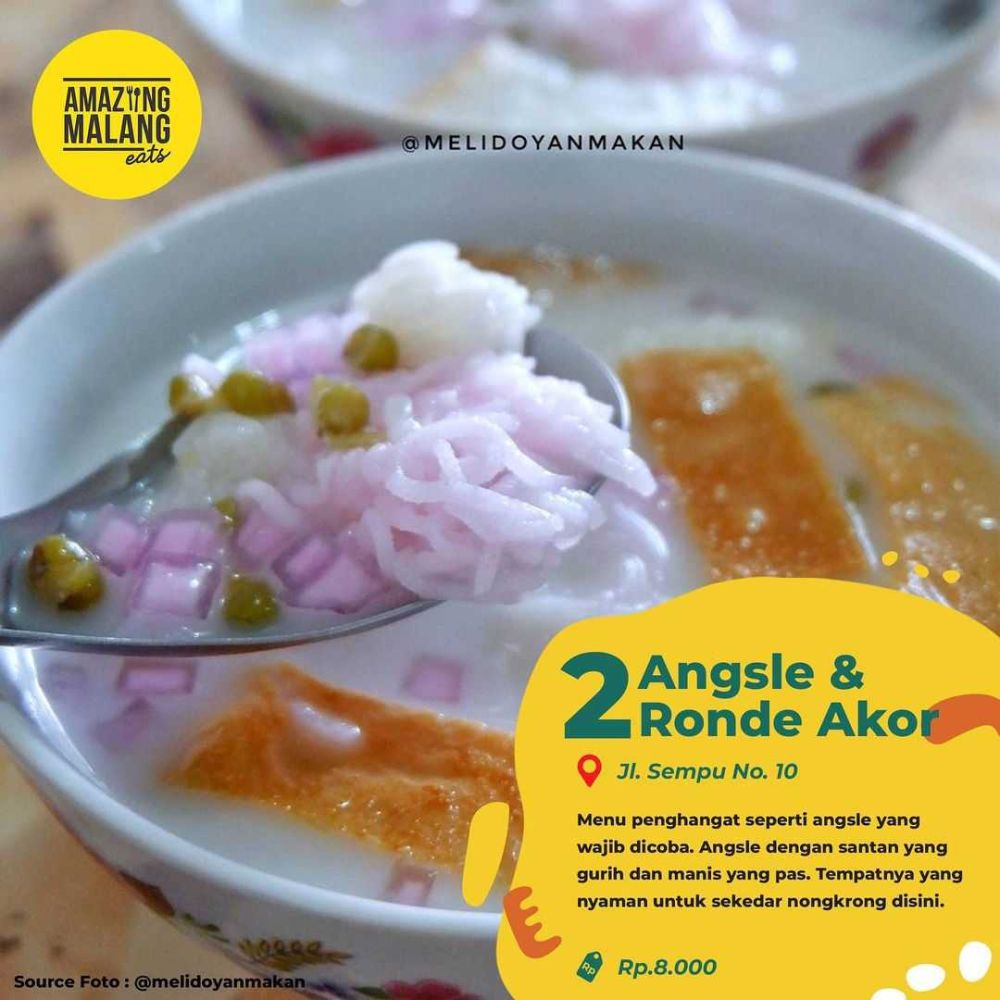 AMAZING
MALANG
eats
@MELIDOYANMAKAN
2 Angsle &
Ronde Akor
Jl. Sempu No. 10
Menu penghangat seperti angsle yang
wajib dicoba. Angsle dengan santan yang
gurih dan manis yang pas. Tempatnya yang
nyaman untuk sekedar nongkrong disini.
RP
Rp.8.000
Source Foto : @melidoyanmakan